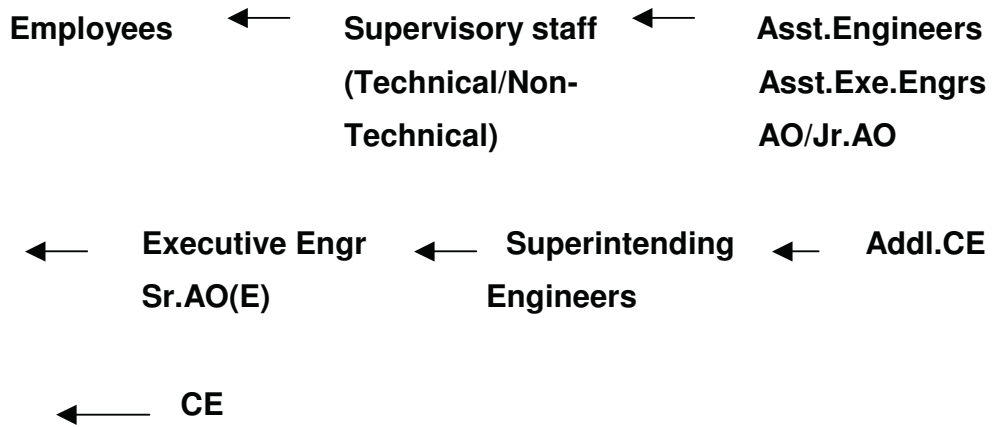 Employees Supervisory staff Asst.Engineers
(Technical/Non- Asst.Exe.Engrs
Technical) AO/Jr.AO
Executive Engr Superintending Addl.CE
Sr.AO(E) Engineers
CE